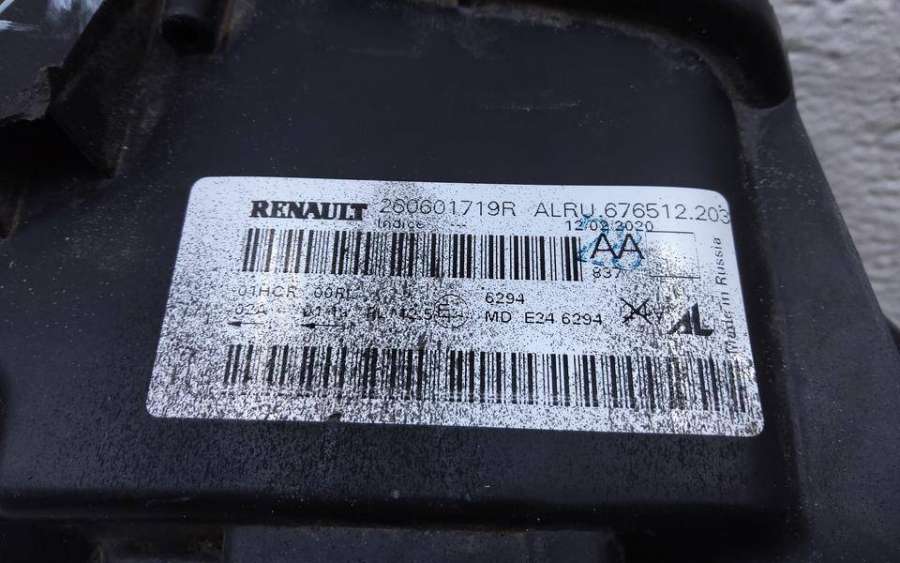 RENAULT 260601719R ALRU.676512.203
Indice --- 12/02/2020
AA
837
01HCR 00RL 6294
02A MD E24 6294
AL
Made in Russia